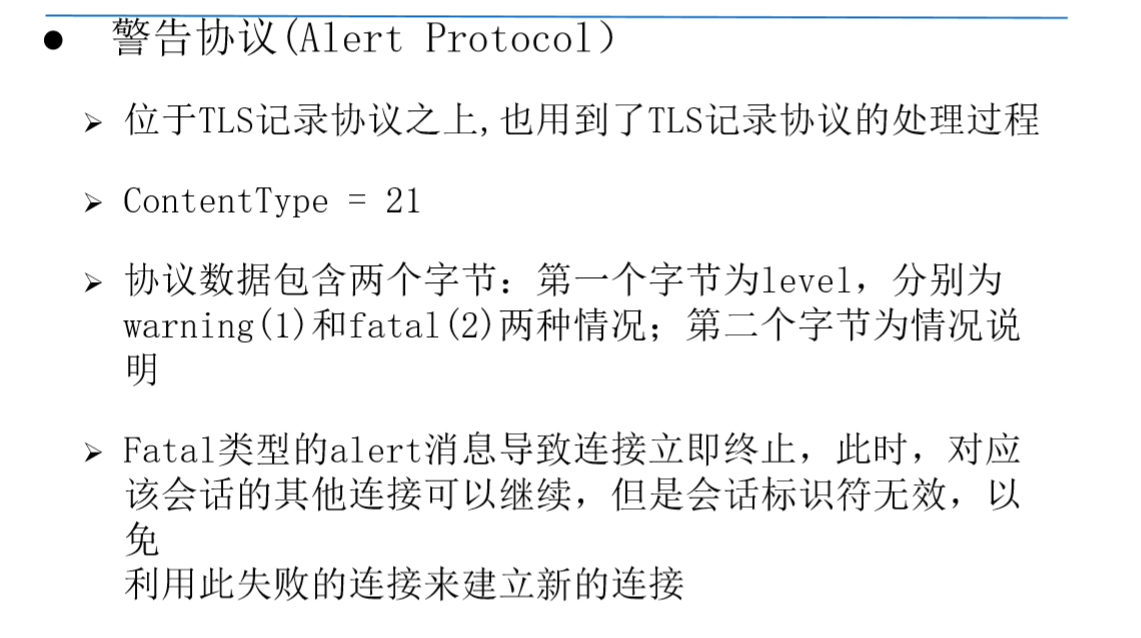 ● 警告协议(Alert Protocol)
➢ 位于TLS记录协议之上,也用到了TLS记录协议的处理过程
➢ ContentType = 21
➢ 协议数据包含两个字节：第一个字节为level，分别为
warning(1)和fatal(2)两种情况；第二个字节为情况说
明
➢ Fatal类型的alert消息导致连接立即终止，此时，对应
该会话的其他连接可以继续，但是会话标识符无效，以
免
利用此失败的连接来建立新的连接